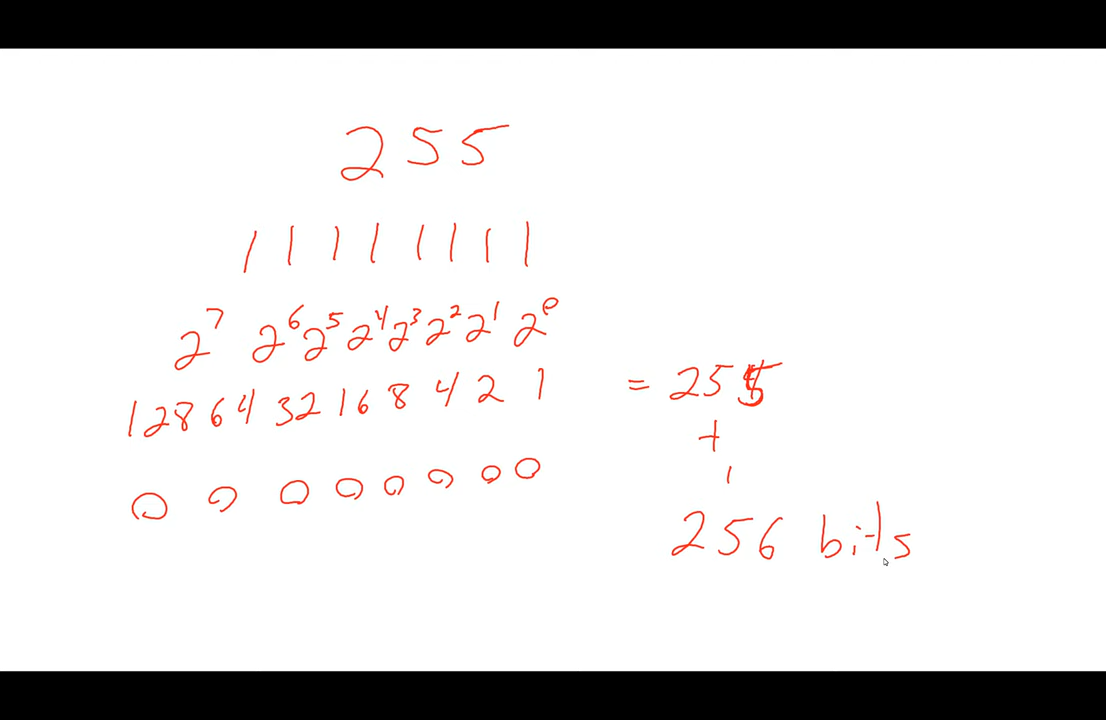 255
1 1 1 1 1 1 1 1
2⁷ 2⁶ 2⁵ 2⁴ 2³ 2² 2¹ 2⁰
128 64 32 16 8 4 2 1 = 255
+
1
0 0 0 0 0 0 0 0
256 bits